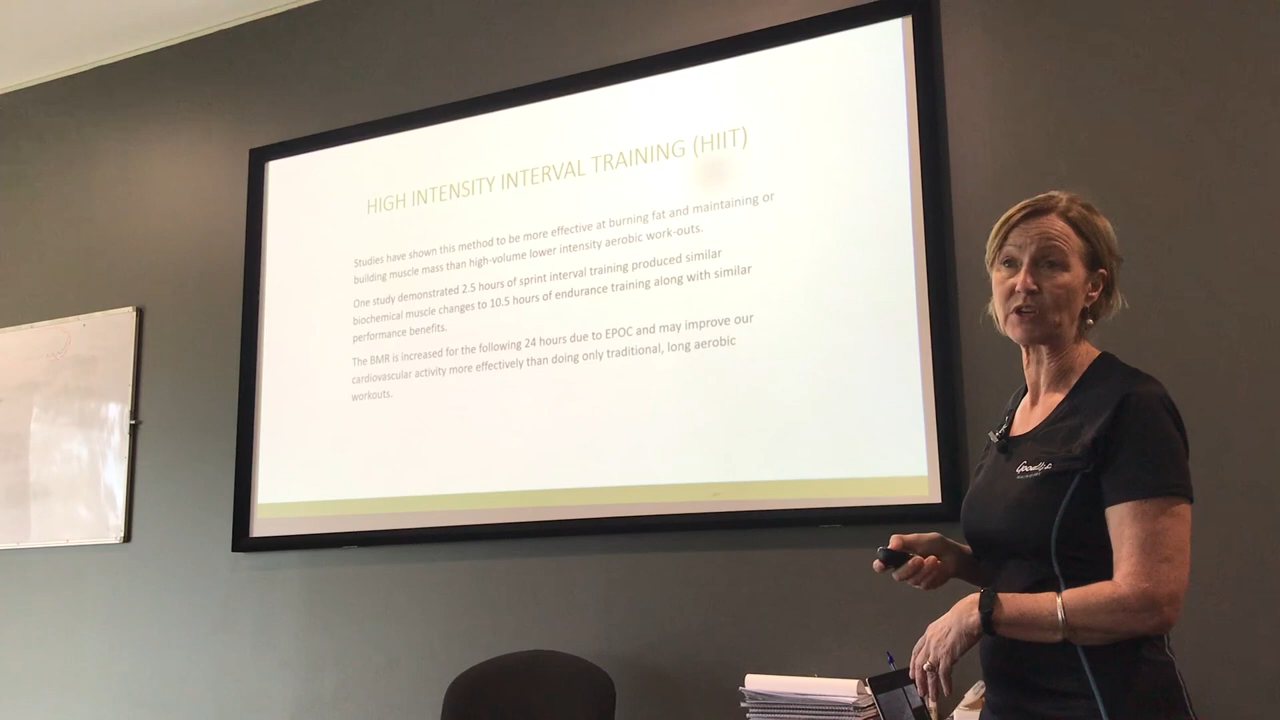 HIGH INTENSITY INTERVAL TRAINING (HIIT)
Studies have shown this method to be more effective at burning fat and maintaining or
building muscle mass than high-volume lower intensity aerobic work-outs.
One study demonstrated 2.5 hours of sprint interval training produced similar
biochemical muscle changes to 10.5 hours of endurance training along with similar
performance benefits.
The BMR is increased for the following 24 hours due to EPOC and may improve our
cardiovascular activity more effectively than doing only traditional, long aerobic
workouts.